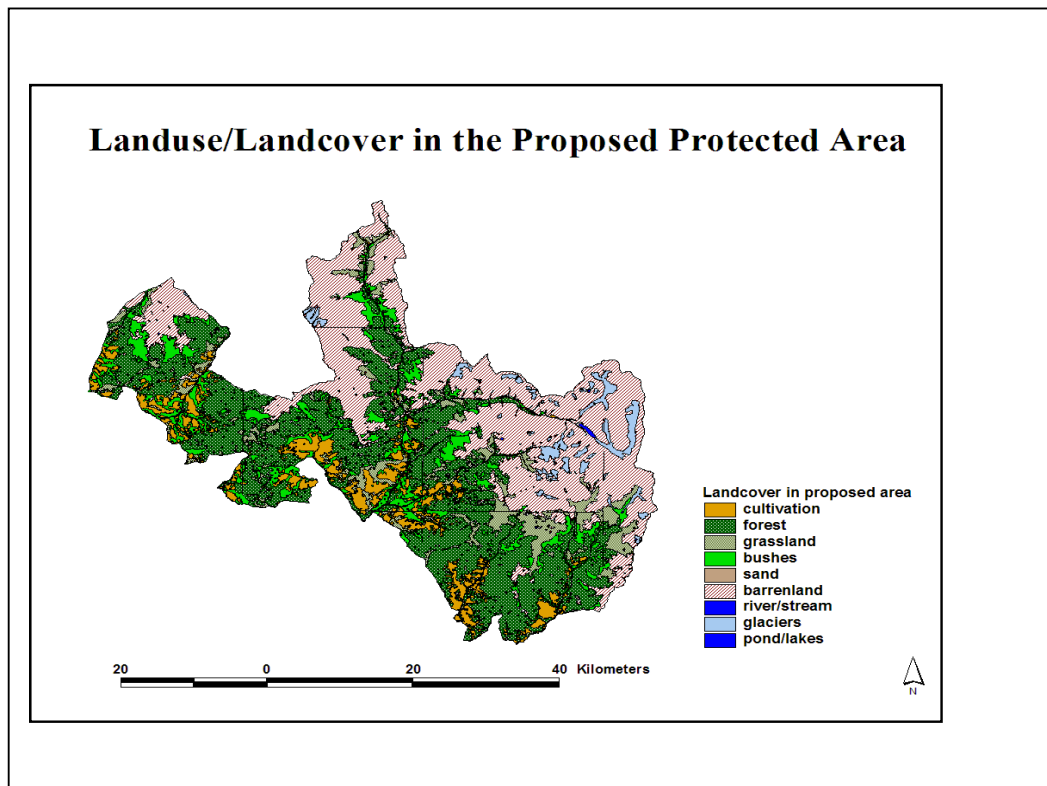 Landuse/Landcover in the Proposed Protected Area
Landcover in proposed area
cultivation
forest
grassland
bushes
sand
barrenland
river/stream
glaciers
pond/lakes
20 0 20 40 Kilometers
N